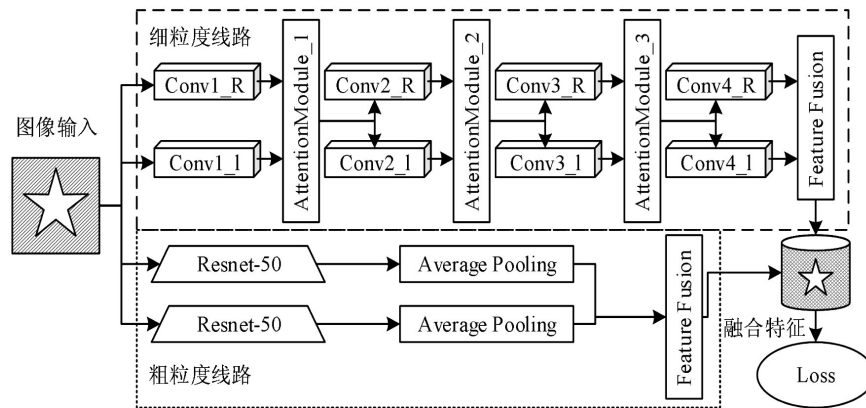 细粒度线路
图像输入
Conv1_R
Conv1_l
AttentionModule_1
Conv2_R
Conv2_l
AttentionModule_2
Conv3_R
Conv3_l
AttentionModule_3
Conv4_R
Conv4_l
Feature Fusion
Resnet-50
Average Pooling
Resnet-50
Average Pooling
Feature Fusion
粗粒度线路
融合特征
Loss